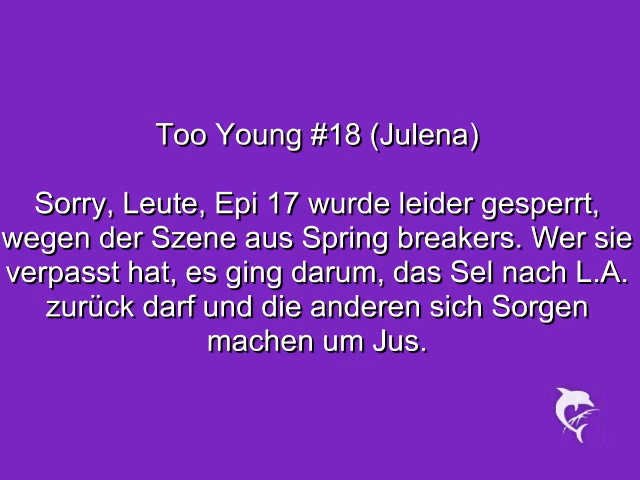 Too Young #18 (Julena)
Sorry, Leute, Epi 17 wurde leider gesperrt,
wegen der Szene aus Spring breakers. Wer sie
verpasst hat, es ging darum, das Sel nach L.A.
zurück darf und die anderen sich Sorgen
machen um Jus.